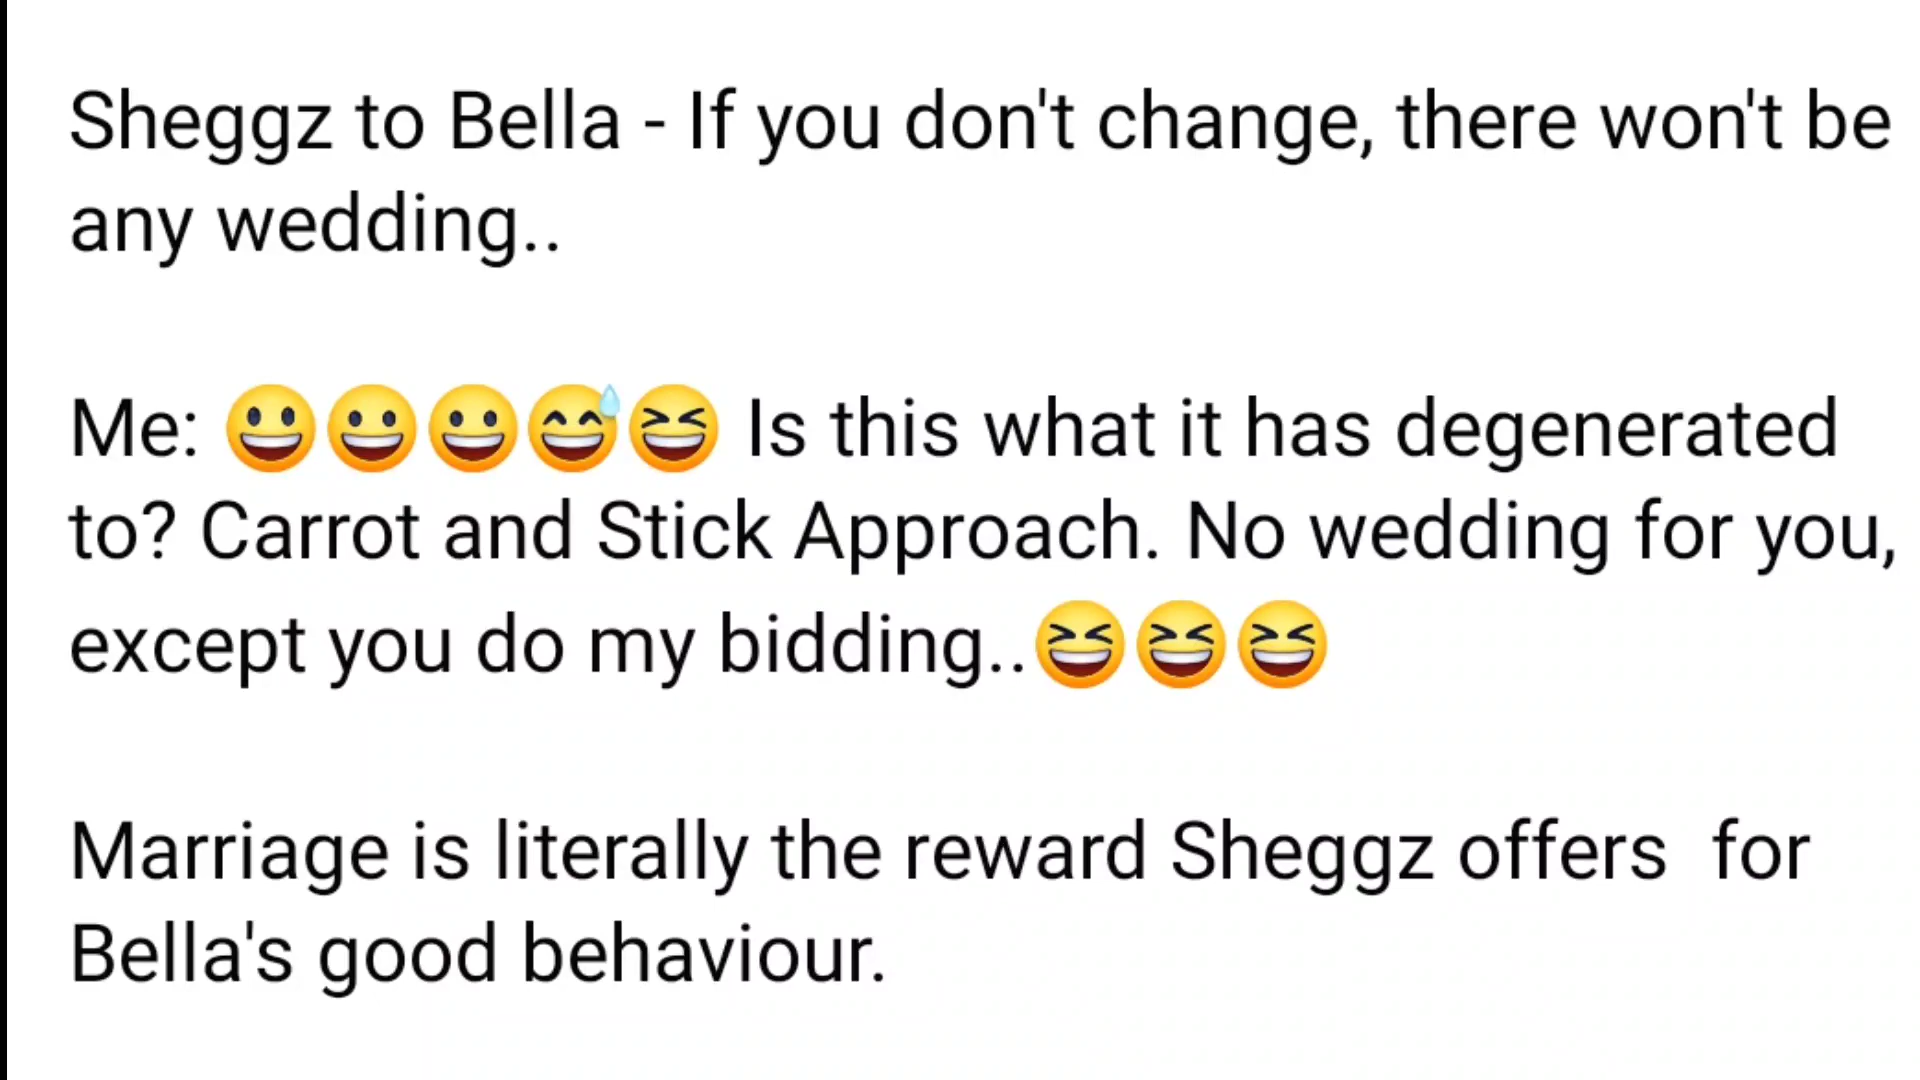 Sheggz to Bella - If you don't change, there won't be
any wedding..
Me: 😃😀😀😅😆 Is this what it has degenerated
to? Carrot and Stick Approach. No wedding for you,
except you do my bidding..😆😆😆
Marriage is literally the reward Sheggz offers  for
Bella's good behaviour.